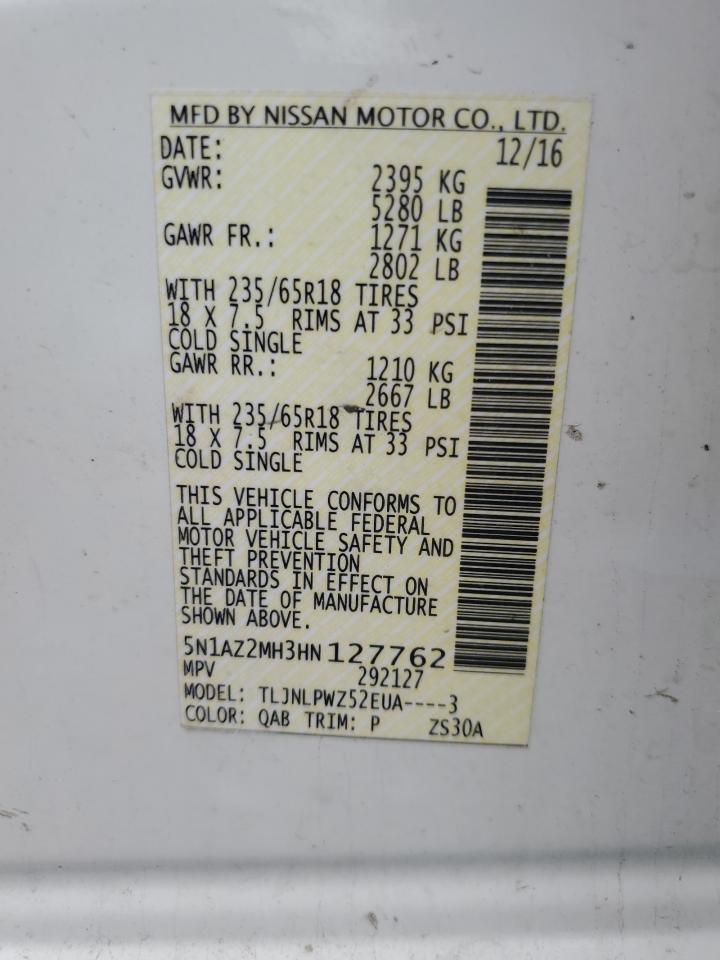 MFD BY NISSAN MOTOR CO., LTD.
DATE: 12/16
GVWR: 2395 KG
5280 LB
GAWR FR.: 1271 KG
2802 LB
WITH 235/65R18 TIRES
18 X 7.5 RIMS AT 33 PSI
COLD SINGLE
GAWR RR.: 1210 KG
2667 LB
WITH 235/65R18 TIRES
18 X 7.5 RIMS AT 33 PSI
COLD SINGLE
THIS VEHICLE CONFORMS TO
ALL APPLICABLE FEDERAL
MOTOR VEHICLE SAFETY AND
THEFT PREVENTION
STANDARDS IN EFFECT ON
THE DATE OF MANUFACTURE
SHOWN ABOVE.
5N1AZ2MH3HN127762
MPV 292127
MODEL: TLJNLPWZ52EUA----3
COLOR: QAB TRIM: P ZS30A